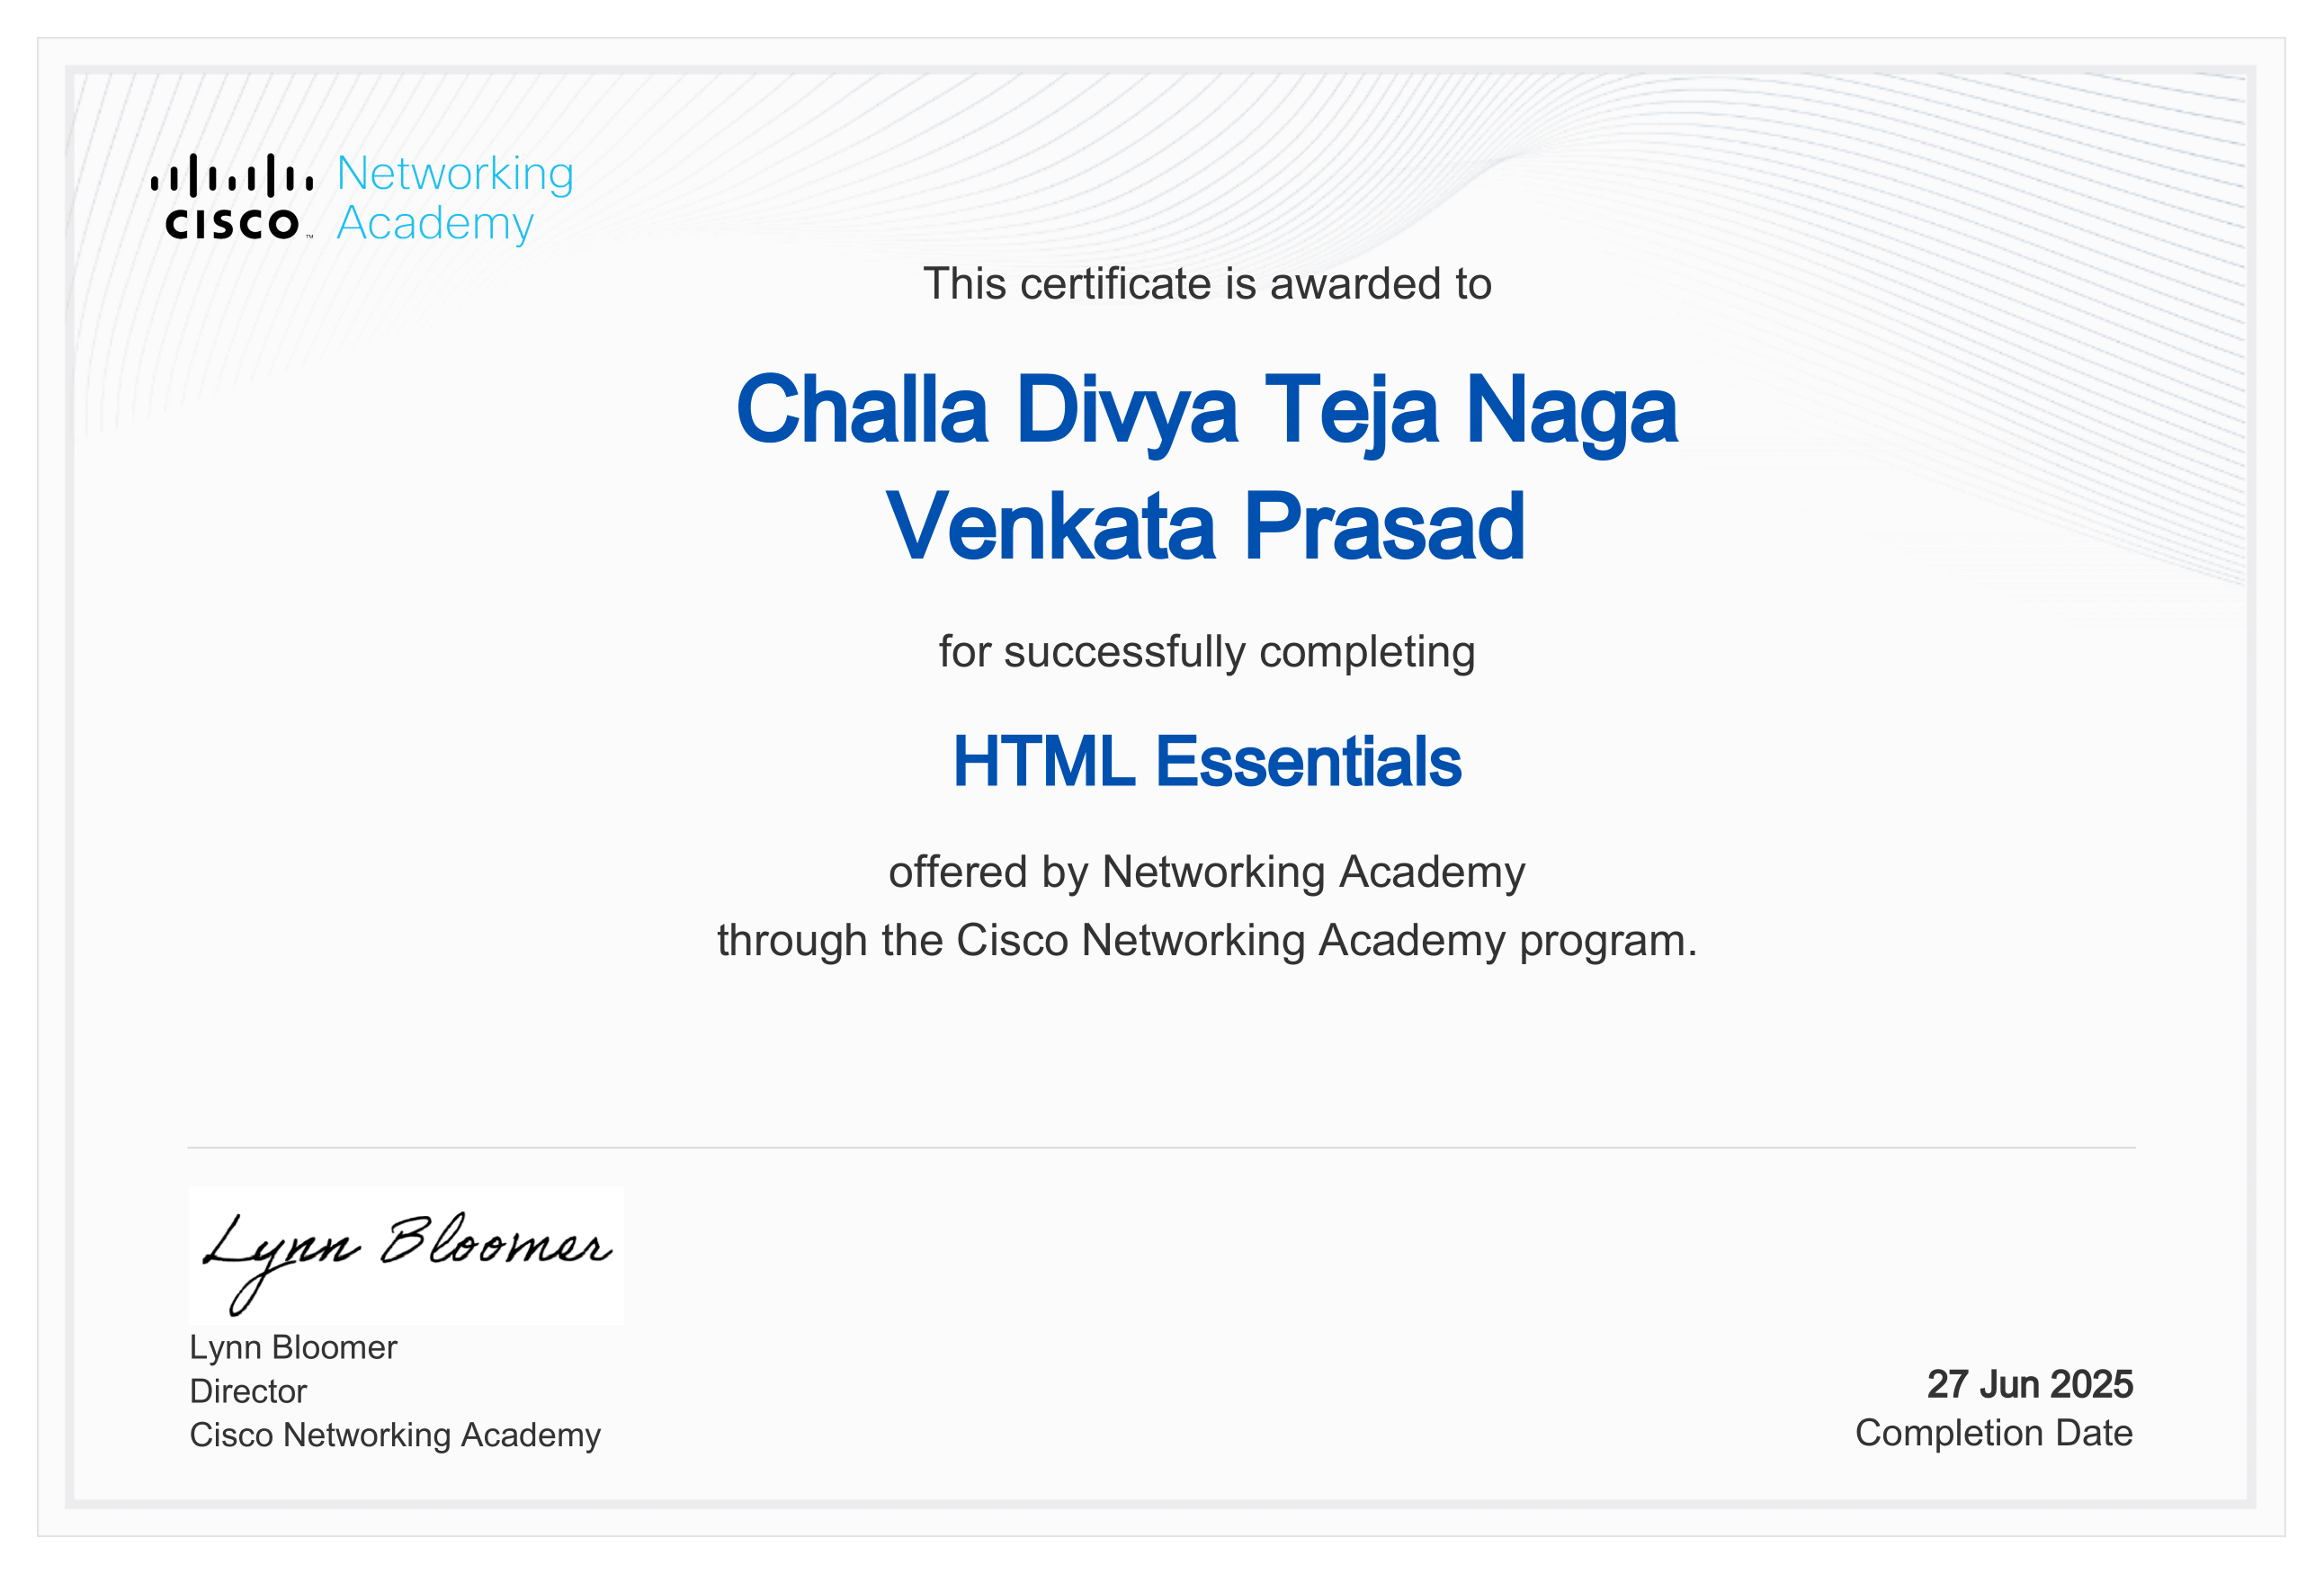 Networking
Academy
CISCO ™
This certificate is awarded to
Challa Divya Teja Naga
Venkata Prasad
for successfully completing
HTML Essentials
offered by Networking Academy
through the Cisco Networking Academy program.
Lynn Bloomer
Lynn Bloomer
Director
Cisco Networking Academy
27 Jun 2025
Completion Date